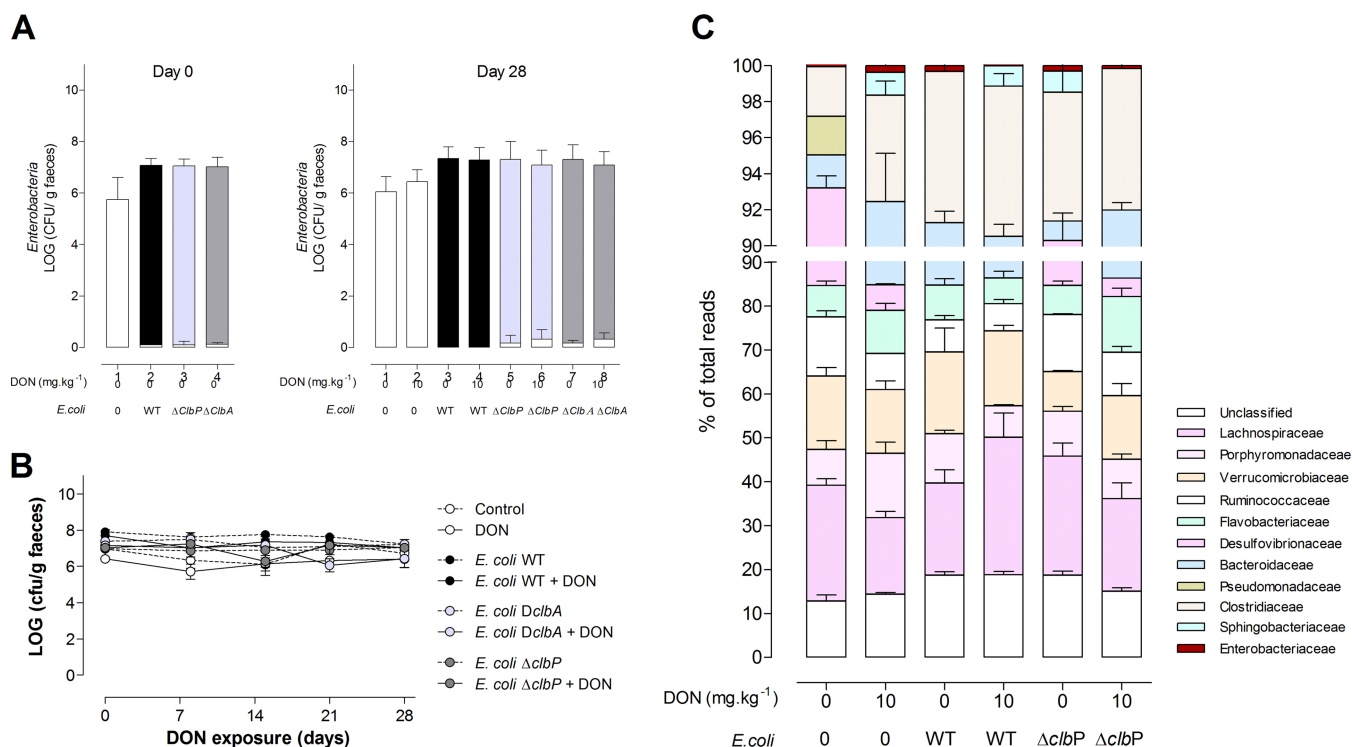 A
Day 0
Day 28
Enterobacteria
LOG (CFU/ g faeces)
10
8
6
4
2
0
1 2 3 4
DON (mg.kg-1) 0 0 0 0
E.coli 0 WT ΔClbP ΔClbA
Enterobacteria
LOG (CFU/ g faeces)
10
8
6
4
2
0
1 2 3 4 5 6 7 8
DON (mg.kg-1) 0 10 0 10 0 10 0 10
E.coli 0 0 WT WT ΔClbP ΔClbP ΔClbA ΔClbA
B
LOG (cfu/g faeces)
10
8
6
4
2
0
0 7 14 21 28
DON exposure (days)
Control
DON
E. coli WT
E. coli WT + DON
E. coli DclbA
E. coli DclbA + DON
E. coli ΔclbP
E. coli ΔclbP + DON
C
% of total reads
100
98
96
94
92
90
90
80
70
60
50
40
30
20
10
0
DON (mg.kg-1) 0 10 0 10 0 10
E.coli 0 0 WT WT ΔclbP ΔclbP
Unclassified
Lachnospiraceae
Porphyromonadaceae
Verrucomicrobiaceae
Ruminococcaceae
Flavobacteriaceae
Desulfovibrionaceae
Bacteroidaceae
Pseudomonadaceae
Clostridiaceae
Sphingobacteriaceae
Enterobacteriaceae